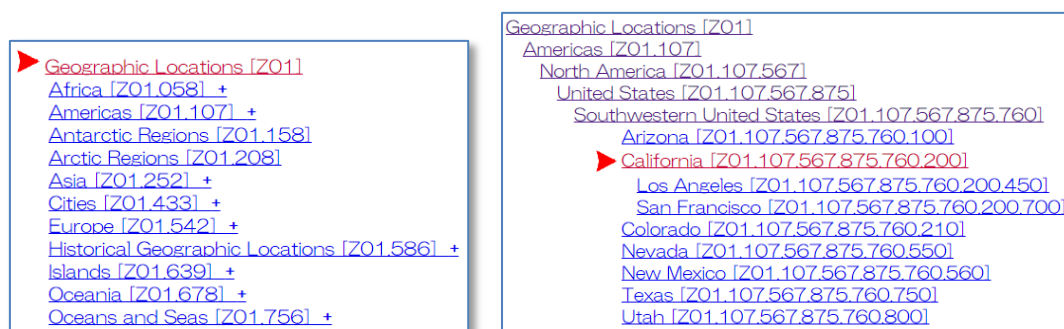 Geographic Locations [Z01]
Africa [Z01.058] +
Americas [Z01.107] +
Antarctic Regions [Z01.158]
Arctic Regions [Z01.208]
Asia [Z01.252] +
Cities [Z01.433] +
Europe [Z01.542] +
Historical Geographic Locations [Z01.586] +
Islands [Z01.639] +
Oceania [Z01.678] +
Oceans and Seas [Z01.756] +
Geographic Locations [Z01]
Americas [Z01.107]
North America [Z01.107.567]
United States [Z01.107.567.875]
Southwestern United States [Z01.107.567.875.760]
Arizona [Z01.107.567.875.760.100]
California [Z01.107.567.875.760.200]
Los Angeles [Z01.107.567.875.760.200.450]
San Francisco [Z01.107.567.875.760.200.700]
Colorado [Z01.107.567.875.760.210]
Nevada [Z01.107.567.875.760.550]
New Mexico [Z01.107.567.875.760.560]
Texas [Z01.107.567.875.760.750]
Utah [Z01.107.567.875.760.800]